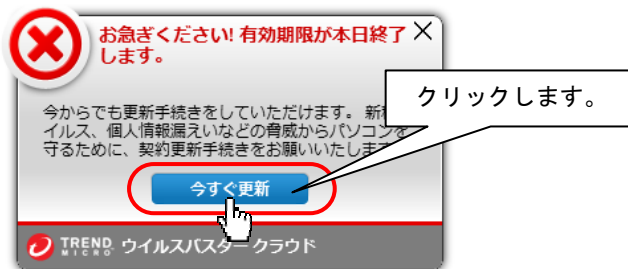 お急ぎください! 有効期限が本日終了
します。
クリックします。
今からでも更新手続きをしていただけます。 新種
イルス、個人情報漏えいなどの脅威からパソコンを
守るために、契約更新手続きをお願いいたします
今すぐ更新
TREND MICRO ウイルスバスター クラウド